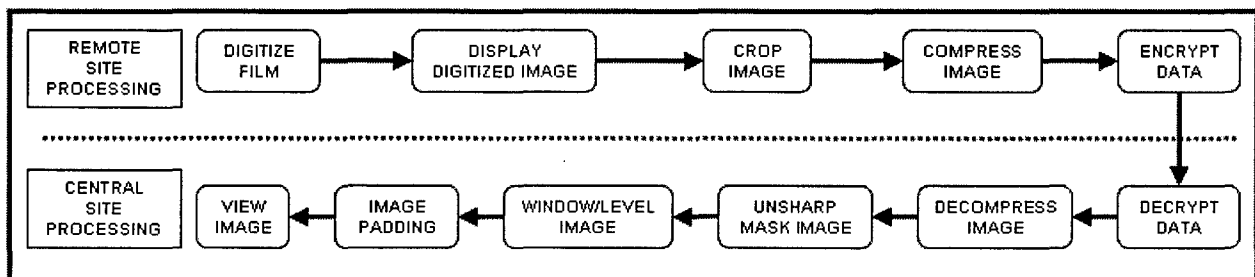 REMOTE
SITE
PROCESSING
DIGITIZE
FILM
DISPLAY
DIGITIZED IMAGE
CROP
IMAGE
COMPRESS
IMAGE
ENCRYPT
DATA
CENTRAL
SITE
PROCESSING
VIEW
IMAGE
IMAGE
PADDING
WINDOW/LEVEL
IMAGE
UNSHARP
MASK IMAGE
DECOMPRESS
IMAGE
DECRYPT
DATA